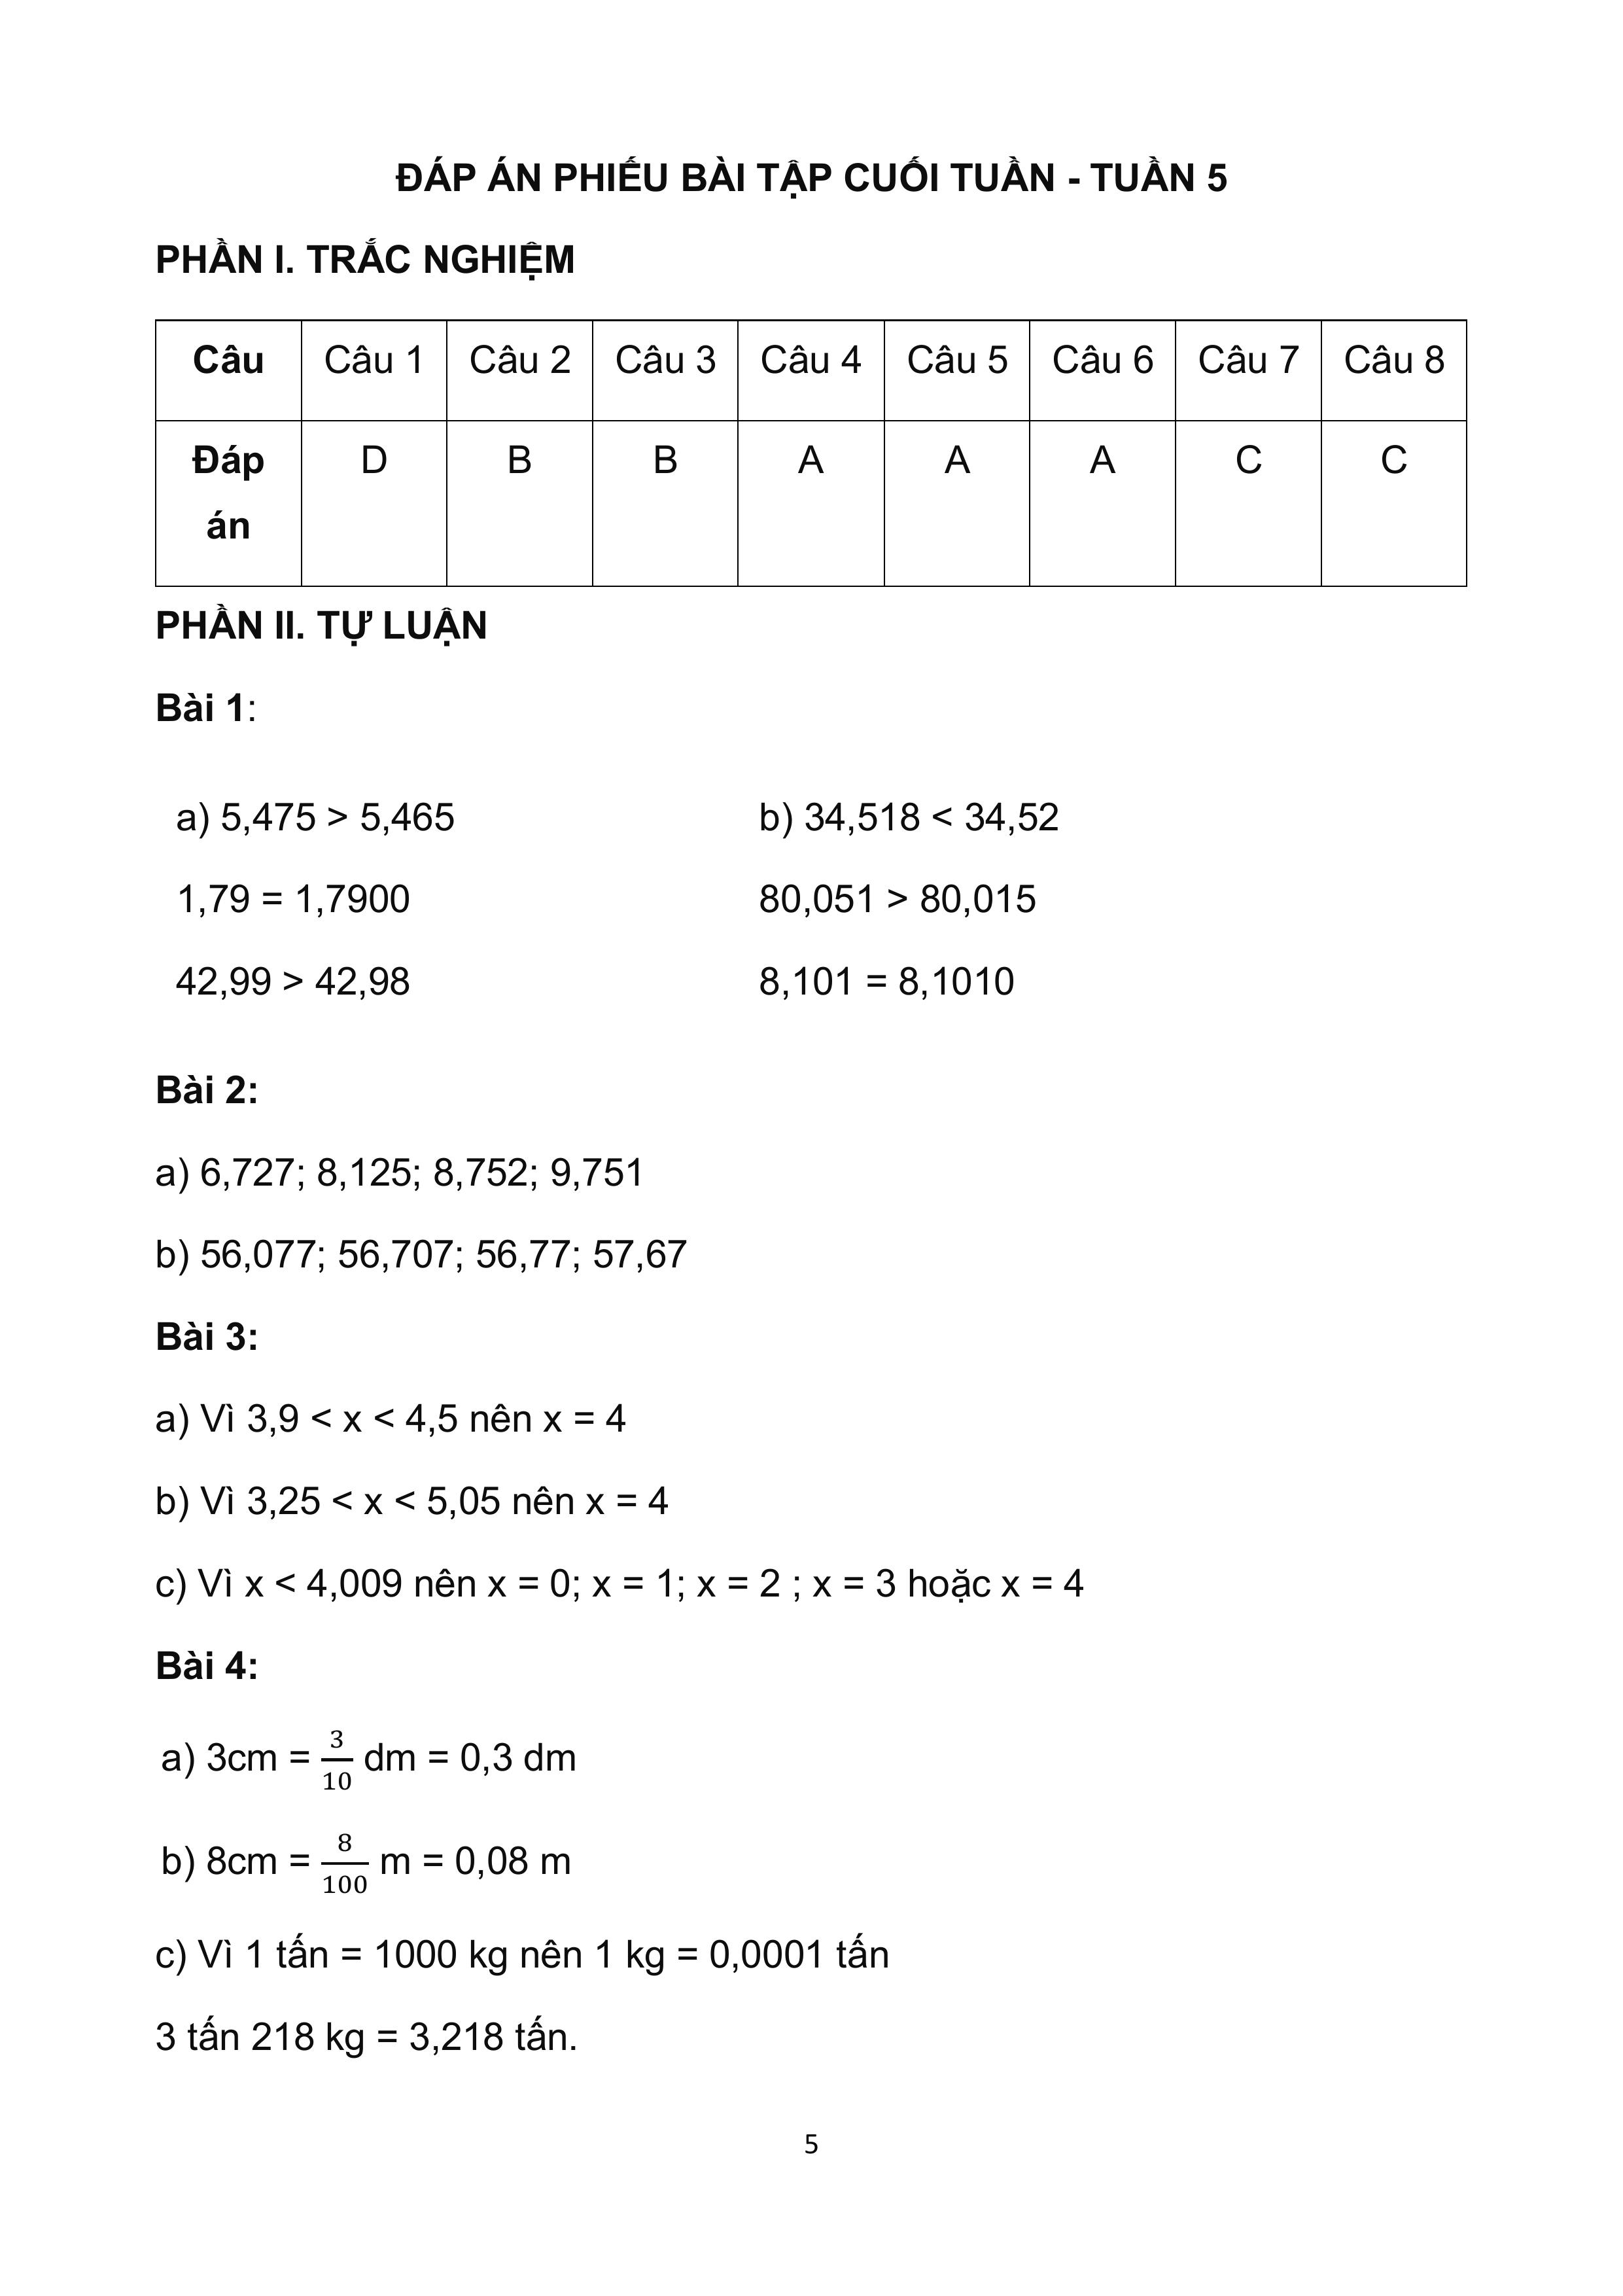 ĐÁP ÁN PHIẾU BÀI TẬP CUỐI TUẦN - TUẦN 5
PHẦN I. TRẮC NGHIỆM
Câu Câu 1 Câu 2 Câu 3 Câu 4 Câu 5 Câu 6 Câu 7 Câu 8
Đáp án D B B A A A C C
PHẦN II. TỰ LUẬN
Bài 1:
a) 5,475 > 5,465 b) 34,518 < 34,52
1,79 = 1,7900 80,051 > 80,015
42,99 > 42,98 8,101 = 8,1010
Bài 2:
a) 6,727; 8,125; 8,752; 9,751
b) 56,077; 56,707; 56,77; 57,67
Bài 3:
a) Vì 3,9 < x < 4,5 nên x = 4
b) Vì 3,25 < x < 5,05 nên x = 4
c) Vì x < 4,009 nên x = 0; x = 1; x = 2 ; x = 3 hoặc x = 4
Bài 4:
a) 3cm = 3/10 dm = 0,3 dm
b) 8cm = 8/100 m = 0,08 m
c) Vì 1 tấn = 1000 kg nên 1 kg = 0,0001 tấn
3 tấn 218 kg = 3,218 tấn.
5